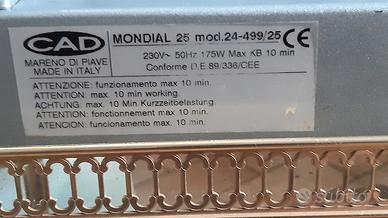 CAD
MARENO DI PIAVE
MADE IN ITALY
MONDIAL 25 mod.24-499/25 CE
230V~ 50Hz 175W Max KB 10 min
Conforme D.E.89/336/CEE
ATTENZIONE: funzionamento max 10 min.
ATTENTION: max 10 min working.
ACHTUNG: max. 10 Min Kurzzeitbelastung.
ATTENTION: fonctionnement max 10 min.
ATENCION: funcionamento max 10 min.
subito